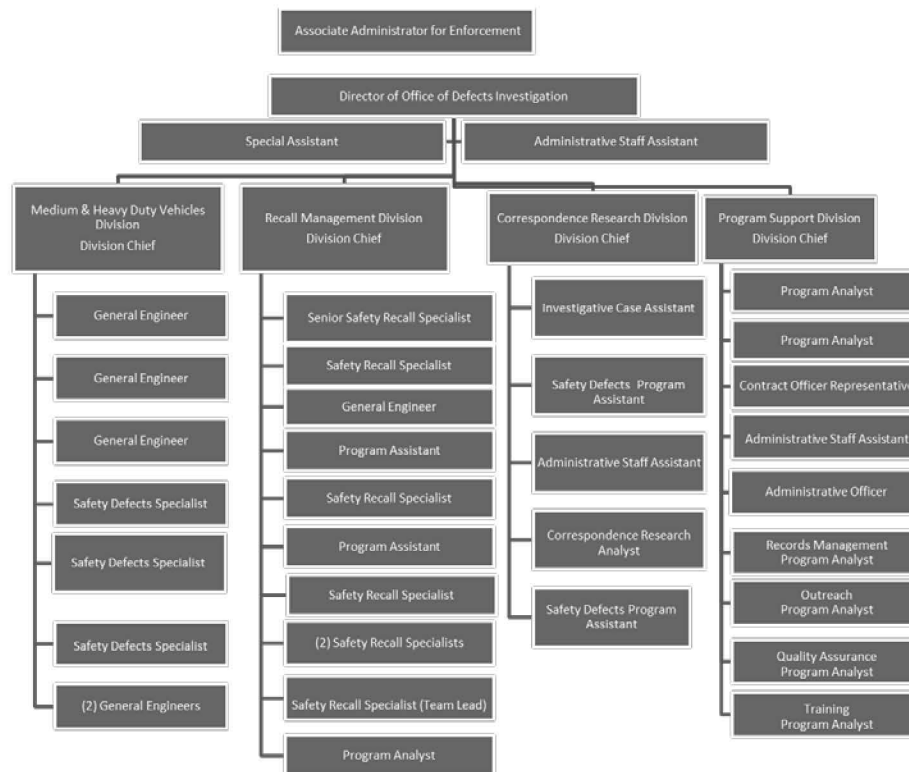 Associate Administrator for Enforcement
Director of Office of Defects Investigation
Special Assistant
Administrative Staff Assistant
Medium & Heavy Duty Vehicles
Division
Division Chief
General Engineer
General Engineer
General Engineer
Safety Defects Specialist
Safety Defects Specialist
Safety Defects Specialist
(2) General Engineers
Recall Management Division
Division Chief
Senior Safety Recall Specialist
Safety Recall Specialist
General Engineer
Program Assistant
Safety Recall Specialist
Program Assistant
Safety Recall Specialist
(2) Safety Recall Specialists
Safety Recall Specialist (Team Lead)
Program Analyst
Correspondence Research Division
Division Chief
Investigative Case Assistant
Safety Defects Program
Assistant
Administrative Staff Assistant
Correspondence Research
Analyst
Safety Defects Program
Assistant
Program Support Division
Division Chief
Program Analyst
Program Analyst
Contract Officer Representative
Administrative Staff Assistant
Administrative Officer
Records Management
Program Analyst
Outreach
Program Analyst
Quality Assurance
Program Analyst
Training
Program Analyst